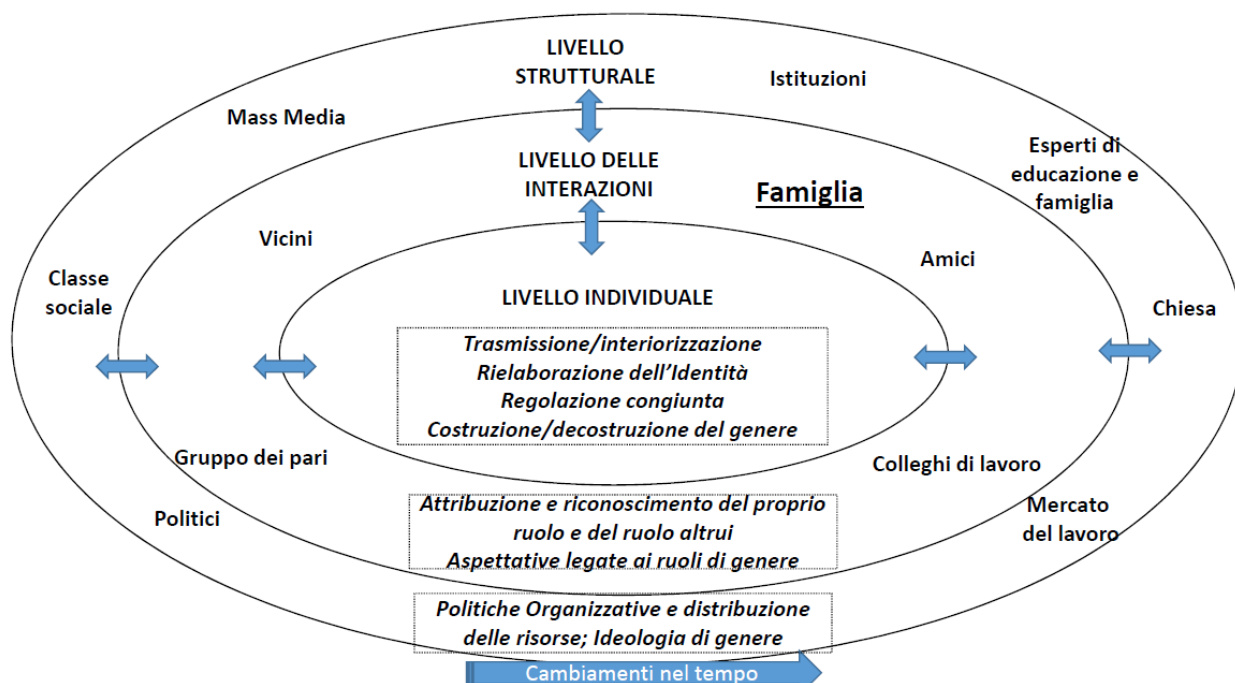 LIVELLO
STRUTTURALE
Istituzioni
Mass Media
LIVELLO DELLE
INTERAZIONI
Esperti di
educazione e
famiglia
Famiglia
Vicini
Amici
Classe
sociale
LIVELLO INDIVIDUALE
Chiesa
Trasmissione/interiorizzazione
Rielaborazione dell’Identità
Regolazione congiunta
Costruzione/decostruzione del genere
Gruppo dei pari
Colleghi di lavoro
Politici
Attribuzione e riconoscimento del proprio
ruolo e del ruolo altrui
Aspettative legate ai ruoli di genere
Mercato
del lavoro
Politiche Organizzative e distribuzione
delle risorse; Ideologia di genere
Cambiamenti nel tempo